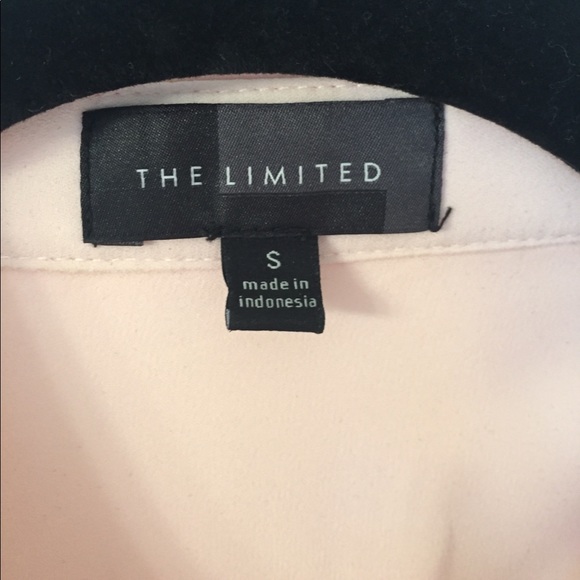 THE LIMITED
S
made in
indonesia